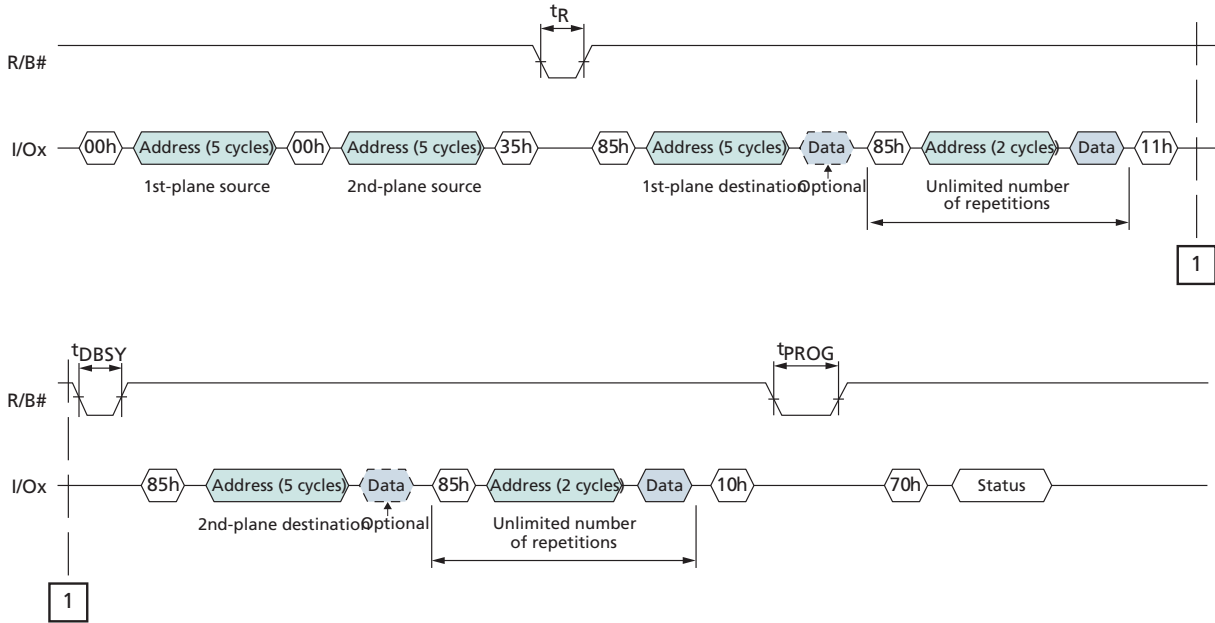 tR
R/B#
I/Ox
00h Address (5 cycles) 00h Address (5 cycles) 35h 85h Address (5 cycles) Data 85h Address (2 cycles) Data 11h
1st-plane source 2nd-plane source 1st-plane destination Optional Unlimited number
of repetitions
1
tDBSY tPROG
R/B#
I/Ox
85h Address (5 cycles) Data 85h Address (2 cycles) Data 10h 70h Status
2nd-plane destination Optional Unlimited number
of repetitions
1